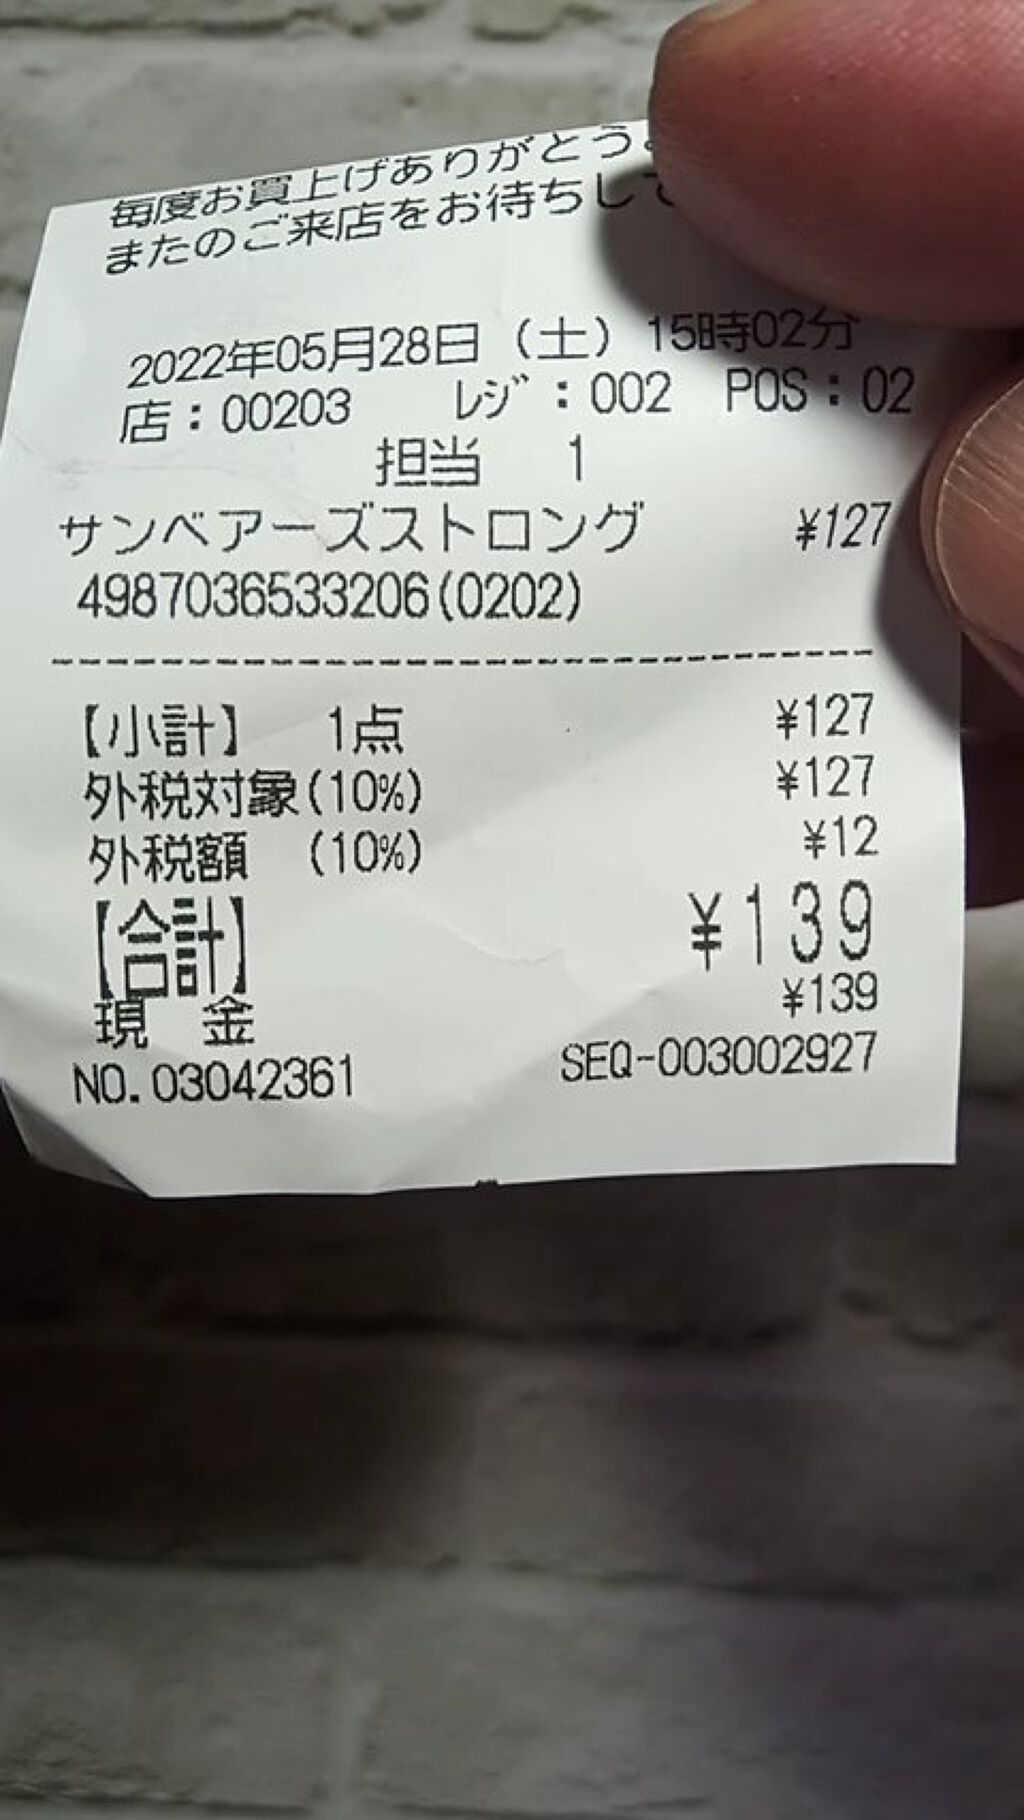 毎度お買上げありがとう
またのご来店をお待ちして
2022年05月28日（土）15時02分
店：00203 ﾚｼﾞ：002 POS：02
担当 1
サンベアーズストロング ¥127
4987036533206(0202)
【小計】 1点 ¥127
外税対象(10%) ¥127
外税額 (10%) ¥12
【合計】 ¥139
現 金 ¥139
NO.03042361 SEQ-003002927